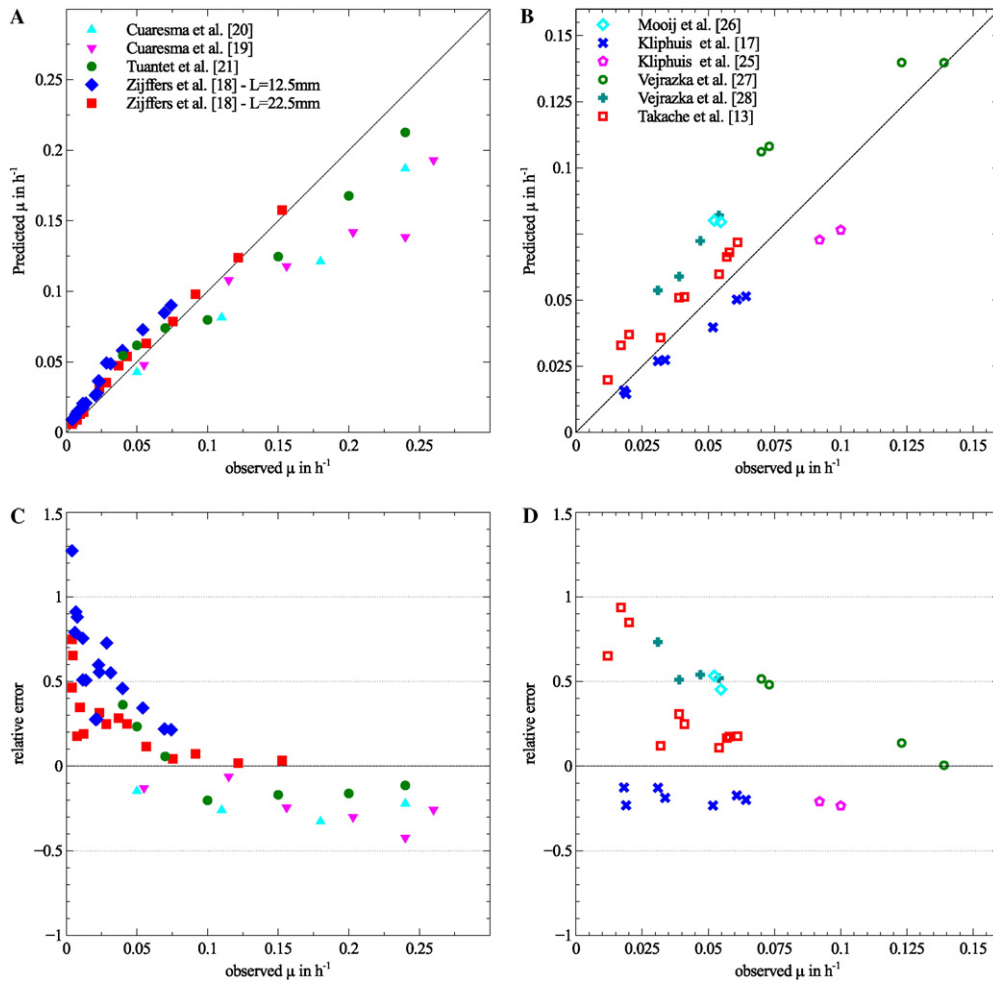 A
Cuaresma et al. [20]
Cuaresma et al. [19]
Tuantet et al. [21]
Zijffers et al. [18] - L=12.5mm
Zijffers et al. [18] - L=22.5mm
Predicted μ in h⁻¹
0.25
0.2
0.15
0.1
0.05
0
0 0.05 0.1 0.15 0.2 0.25
observed μ in h⁻¹
B
Mooij et al. [26]
Kliphuis et al. [17]
Kliphuis et al. [25]
Vejrazka et al. [27]
Vejrazka et al. [28]
Takache et al. [13]
Predicted μ in h⁻¹
0.15
0.125
0.1
0.05
0.025
0
0 0.025 0.05 0.075 0.1 0.125 0.15
observed μ in h⁻¹
C
relative error
1.5
1
0.5
0
−0.5
−1
0 0.05 0.1 0.15 0.2 0.25
observed μ in h⁻¹
D
relative error
1.5
1
0.5
0
−0.5
−1
0 0.025 0.05 0.075 0.1 0.125 0.15
observed μ in h⁻¹